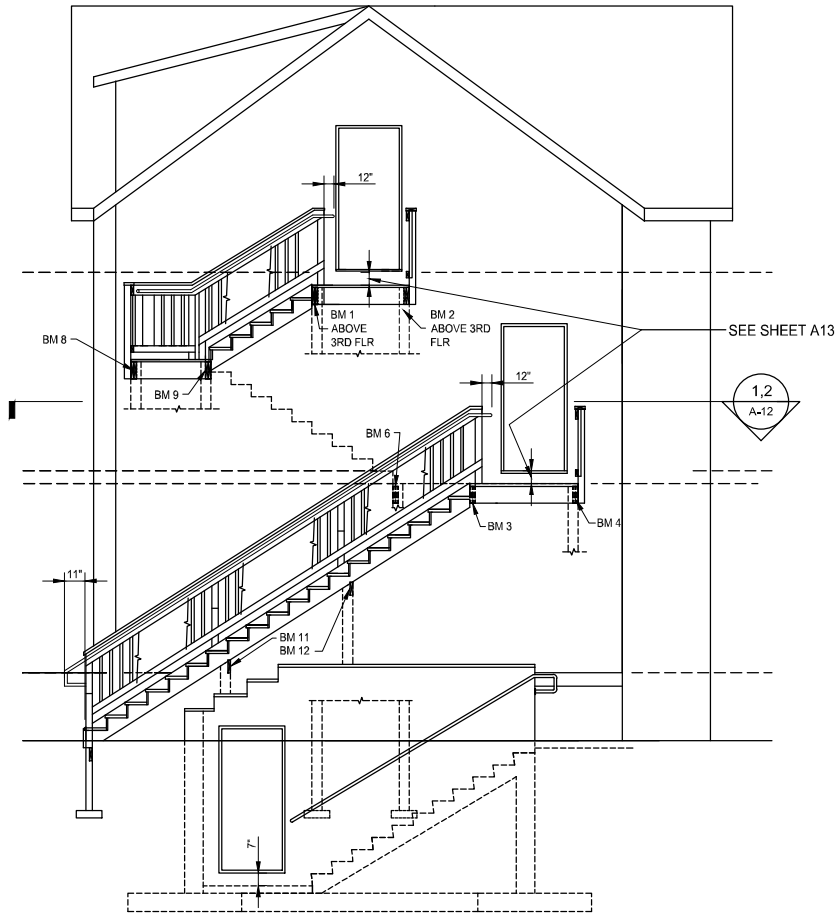 12"
BM 1
ABOVE
3RD FLR
BM 2
ABOVE 3RD
FLR
SEE SHEET A13
BM 8
BM 9
12"
1,2
A-12
BM 6
BM 3
BM 4
11"
BM 11
BM 12
7"